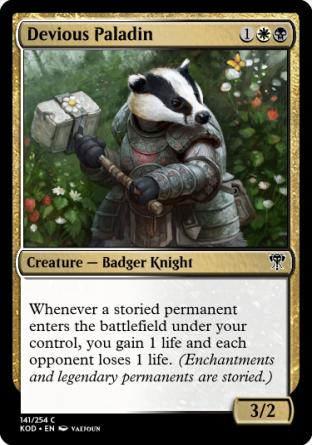 Devious Paladin 1
Creature — Badger Knight
Whenever a storied permanent
enters the battlefield under your
control, you gain 1 life and each
opponent loses 1 life. (Enchantments
and legendary permanents are storied.)
3/2
141/254 C
KOD • EN VAEFOUN